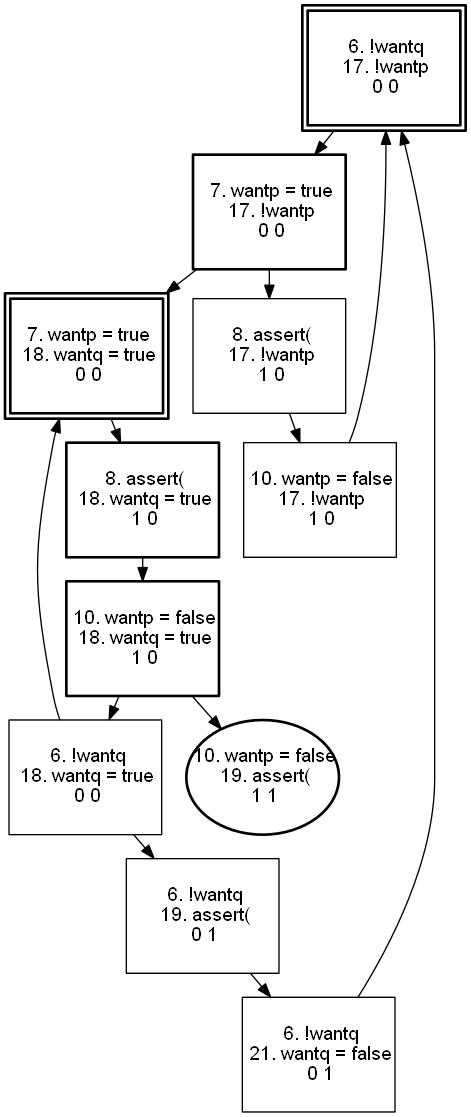 6. !wantq
17. !wantp
0 0
7. wantp = true
17. !wantp
0 0
7. wantp = true
18. wantq = true
0 0
8. assert(
17. !wantp
1 0
8. assert(
18. wantq = true
1 0
10. wantp = false
17. !wantp
1 0
10. wantp = false
18. wantq = true
1 0
6. !wantq
18. wantq = true
0 0
10. wantp = false
19. assert(
1 1
6. !wantq
19. assert(
0 1
6. !wantq
21. wantq = false
0 1